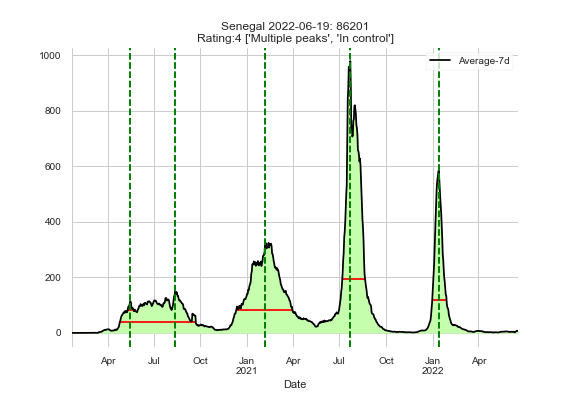 Senegal 2022-06-19: 86201
Rating:4 ['Multiple peaks', 'In control']
Average-7d
1000
800
600
400
200
0
Apr
Jul
Oct
Jan
2021
Apr
Jul
Oct
Jan
2022
Apr
Date